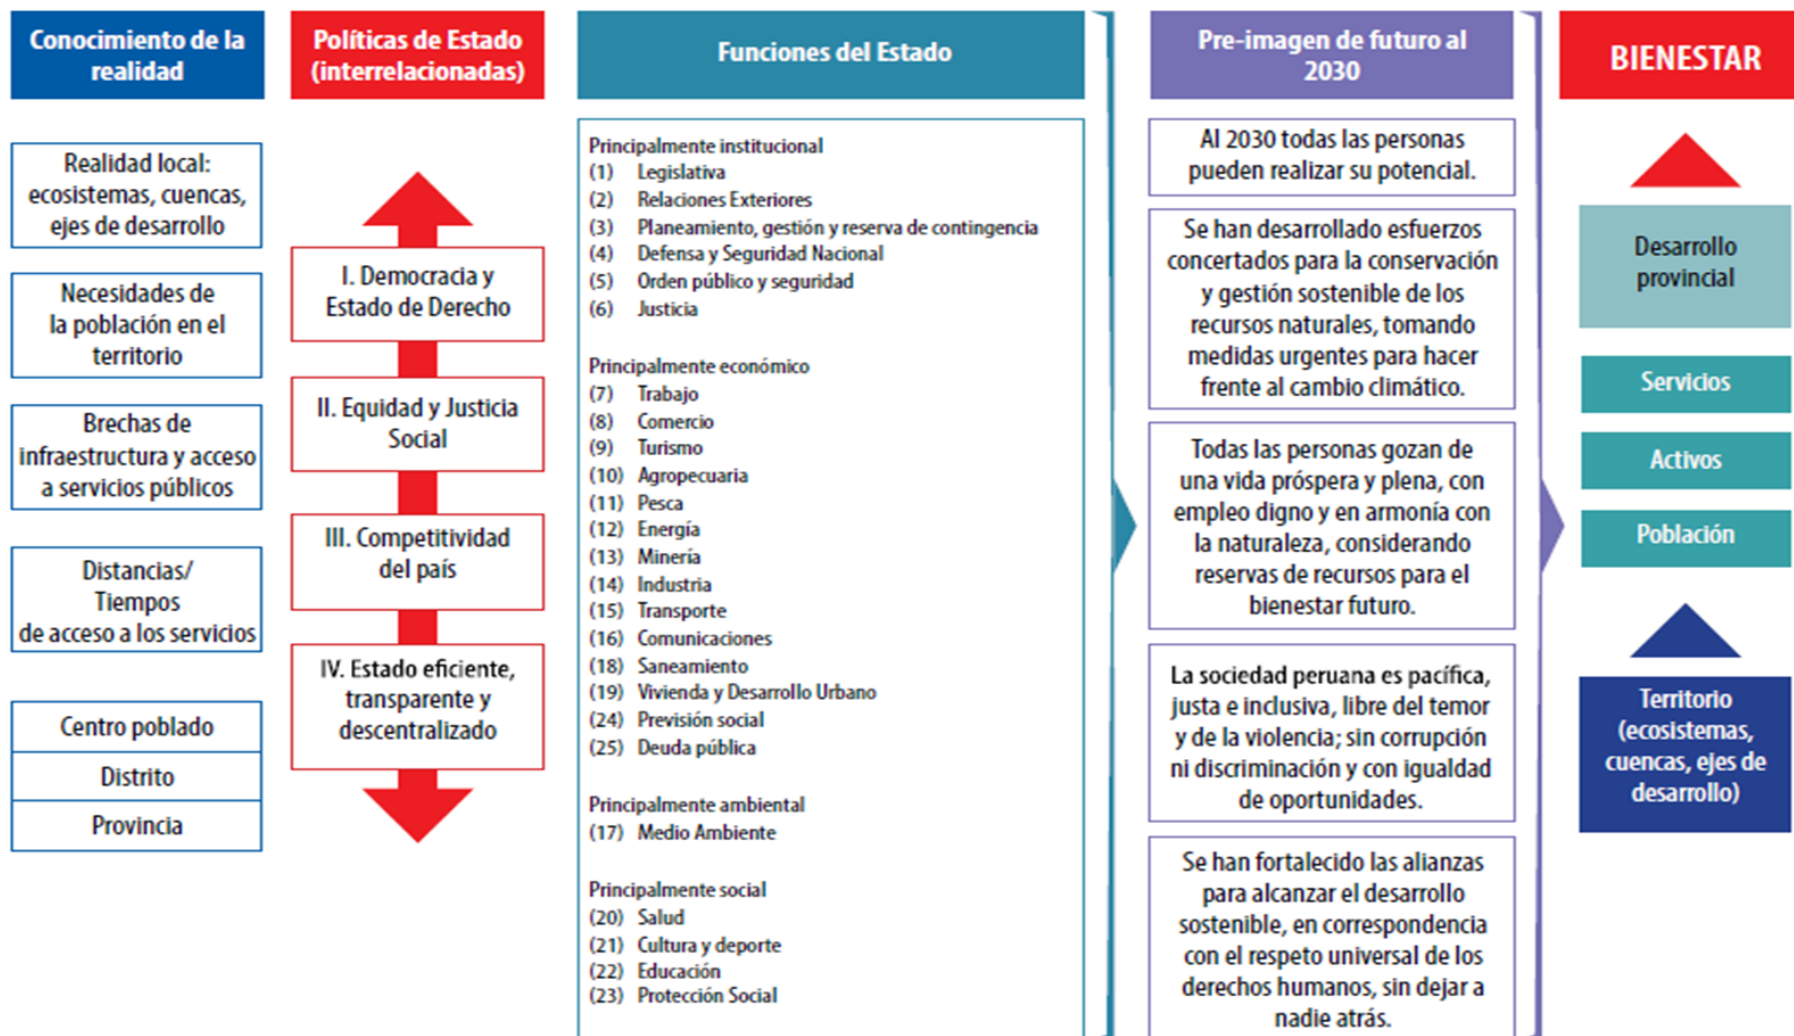 Conocimiento de la
realidad
Realidad local:
ecosistemas, cuencas,
ejes de desarrollo
Necesidades de
la población en el
territorio
Brechas de
infraestructura y acceso
a servicios públicos
Distancias/
Tiempos
de acceso a los servicios
Centro poblado
Distrito
Provincia
Políticas de Estado
(interrelacionadas)
I. Democracia y
Estado de Derecho
II. Equidad y Justicia
Social
III. Competitividad
del país
IV. Estado eficiente,
transparente y
descentralizado
Funciones del Estado
Principalmente institucional
(1) Legislativa
(2) Relaciones Exteriores
(3) Planeamiento, gestión y reserva de contingencia
(4) Defensa y Seguridad Nacional
(5) Orden público y seguridad
(6) Justicia
Principalmente económico
(7) Trabajo
(8) Comercio
(9) Turismo
(10) Agropecuaria
(11) Pesca
(12) Energía
(13) Minería
(14) Industria
(15) Transporte
(16) Comunicaciones
(18) Saneamiento
(19) Vivienda y Desarrollo Urbano
(24) Previsión social
(25) Deuda pública
Principalmente ambiental
(17) Medio Ambiente
Principalmente social
(20) Salud
(21) Cultura y deporte
(22) Educación
(23) Protección Social
Pre-imagen de futuro al
2030
Al 2030 todas las personas
pueden realizar su potencial.
Se han desarrollado esfuerzos
concertados para la conservación
y gestión sostenible de los
recursos naturales, tomando
medidas urgentes para hacer
frente al cambio climático.
Todas las personas gozan de
una vida próspera y plena, con
empleo digno y en armonía con
la naturaleza, considerando
reservas de recursos para el
bienestar futuro.
La sociedad peruana es pacífica,
justa e inclusiva, libre del temor
y de la violencia; sin corrupción
ni discriminación y con igualdad
de oportunidades.
Se han fortalecido las alianzas
para alcanzar el desarrollo
sostenible, en correspondencia
con el respeto universal de los
derechos humanos, sin dejar a
nadie atrás.
BIENESTAR
Desarrollo
provincial
Servicios
Activos
Población
Territorio
(ecosistemas,
cuencas, ejes de
desarrollo)